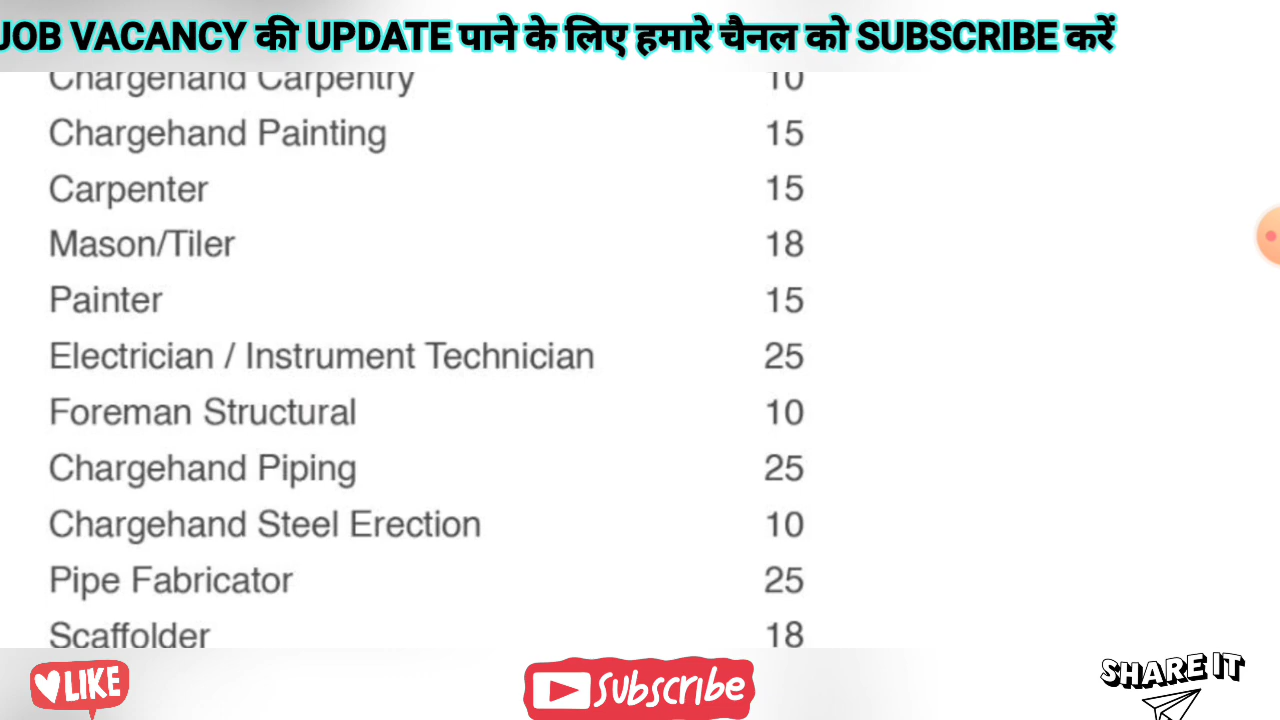 JOB VACANCY की UPDATE पाने के लिए हमारे चैनल को SUBSCRIBE करें
Chargehand Carpentry 10
Chargehand Painting 15
Carpenter 15
Mason/Tiler 18
Painter 15
Electrician / Instrument Technician 25
Foreman Structural 10
Chargehand Piping 25
Chargehand Steel Erection 10
Pipe Fabricator 25
Scaffolder 18
LIKE Subscribe SHARE IT